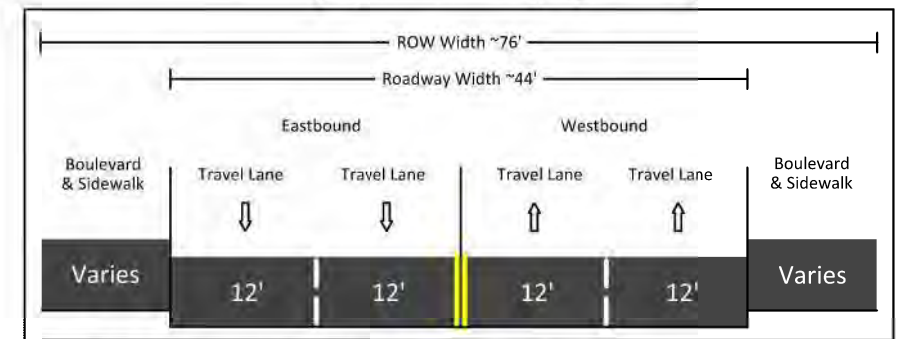 ROW Width ~76'
Roadway Width ~44'
Eastbound
Westbound
Boulevard
& Sidewalk
Travel Lane
Travel Lane
Travel Lane
Travel Lane
Boulevard
& Sidewalk
Varies
12'
12'
12'
12'
Varies